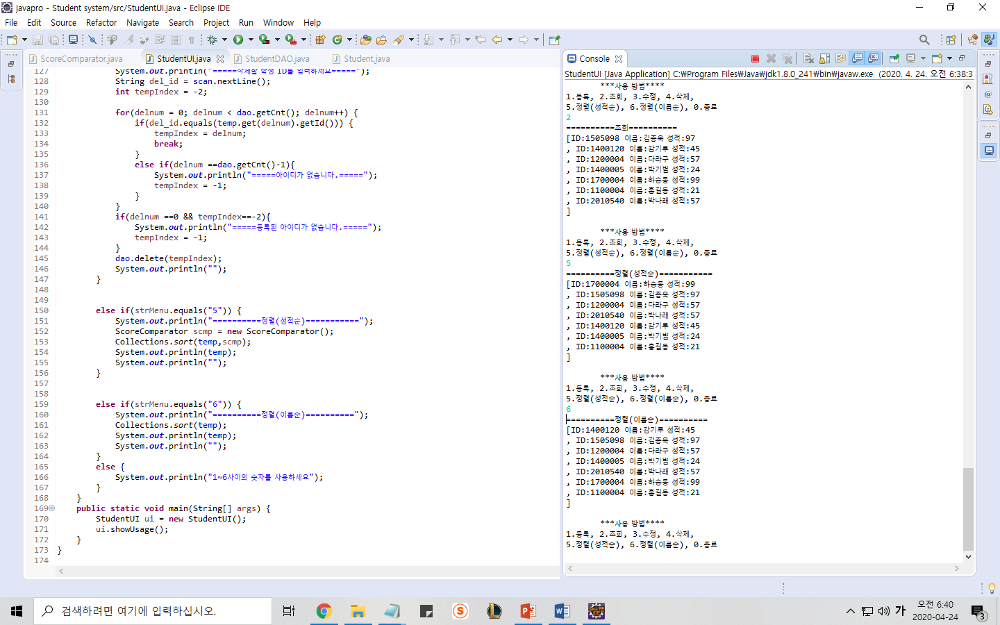 javapro - Student system/src/StudentUI.java - Eclipse IDE
File Edit Source Refactor Navigate Search Project Run Window Help
ScoreComparator.java StudentUI.java StudentDAO.java Student.java
127 System.out.println("=====삭제할 학생 ID를 입력하세요=====");
128 String del_id = scan.nextLine();
129 int tempIndex = -2;
130
131 for(delnum = 0; delnum < dao.getCnt(); delnum++) {
132 if(del_id.equals(temp.get(delnum).getId())) {
133 tempIndex = delnum;
134 break;
135 }
136 else if(delnum ==dao.getCnt()-1){
137 System.out.println("=====아이디가 없습니다.=====");
138 tempIndex = -1;
139 }
140 }
141 if(delnum ==0 && tempIndex==-2){
142 System.out.println("=====등록된 아이디가 없습니다.=====");
143 tempIndex = -1;
144 }
145 dao.delete(tempIndex);
146 System.out.println("");
147 }
148
149
150 else if(strMenu.equals("5")) {
151 System.out.println("==========정렬(성적순)===========");
152 ScoreComparator scmp = new ScoreComparator();
153 Collections.sort(temp,scmp);
154 System.out.println(temp);
155 System.out.println("");
156 }
157
158
159 else if(strMenu.equals("6")) {
160 System.out.println("==========정렬(이름순)==========");
161 Collections.sort(temp);
162 System.out.println(temp);
163 System.out.println("");
164 }
165 else {
166 System.out.println("1~6사이의 숫자를 사용하세요");
167 }
168 }
169 public static void main(String[] args) {
170 StudentUI ui = new StudentUI();
171 ui.showUsage();
172 }
173 }
174
Console
StudentUI [Java Application] C:₩Program Files₩Java₩jdk1.8.0_241₩bin₩javaw.exe (2020. 4. 24. 오전 6:38:3
***사용 방법****
1.등록, 2.조회, 3.수정, 4.삭제,
5.정렬(성적순), 6.정렬(이름순), 0.종료
2
==========조회==========
[ID:1505098 이름:김종욱 성적:97
, ID:1400120 이름:감기루 성적:45
, ID:1200004 이름:다라구 성적:57
, ID:1400005 이름:박기범 성적:24
, ID:1700004 이름:하승동 성적:99
, ID:1100004 이름:홍길동 성적:21
, ID:2010540 이름:박나래 성적:57
]
***사용 방법****
1.등록, 2.조회, 3.수정, 4.삭제,
5.정렬(성적순), 6.정렬(이름순), 0.종료
5
==========정렬(성적순)===========
[ID:1700004 이름:하승동 성적:99
, ID:1505098 이름:김종욱 성적:97
, ID:1200004 이름:다라구 성적:57
, ID:2010540 이름:박나래 성적:57
, ID:1400120 이름:감기루 성적:45
, ID:1400005 이름:박기범 성적:24
, ID:1100004 이름:홍길동 성적:21
]
***사용 방법****
1.등록, 2.조회, 3.수정, 4.삭제,
5.정렬(성적순), 6.정렬(이름순), 0.종료
6
==========정렬(이름순)==========
[ID:1400120 이름:감기루 성적:45
, ID:1505098 이름:김종욱 성적:97
, ID:1200004 이름:다라구 성적:57
, ID:1400005 이름:박기범 성적:24
, ID:2010540 이름:박나래 성적:57
, ID:1700004 이름:하승동 성적:99
, ID:1100004 이름:홍길동 성적:21
]
***사용 방법****
1.등록, 2.조회, 3.수정, 4.삭제,
5.정렬(성적순), 6.정렬(이름순), 0.종료
검색하려면 여기에 입력하십시오.
가
오전 6:40
2020-04-24
3